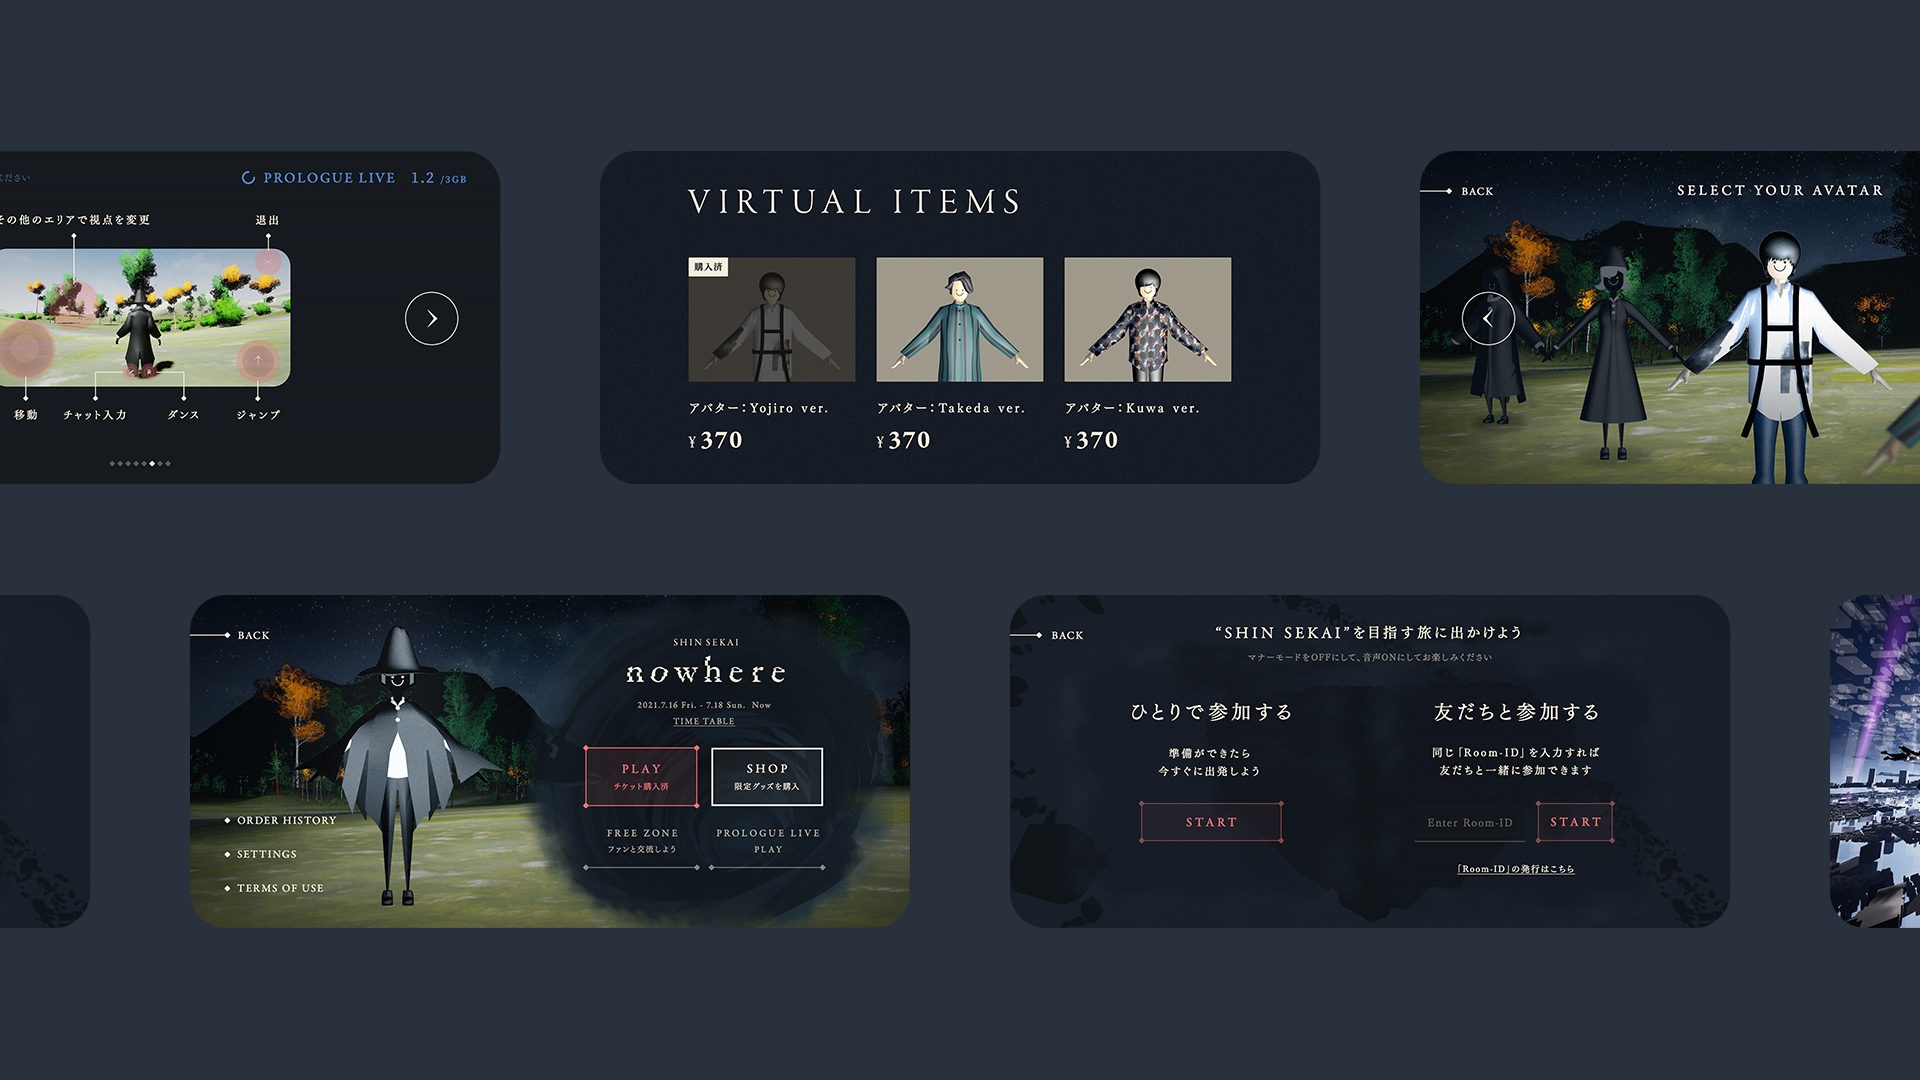 ください
PROLOGUE LIVE 1.2 /3GB
その他のエリアで視点を変更
退出
移動
チャット入力
ダンス
ジャンプ
VIRTUAL ITEMS
購入済
アバター：Yojiro ver.
¥ 370
アバター：Takeda ver.
¥ 370
アバター：Kuwa ver.
¥ 370
BACK
SELECT YOUR AVATAR
BACK
SHIN SEKAI
nowhere
2021.7.16 Fri. - 7.18 Sun. Now
TIME TABLE
PLAY
チケット購入済
SHOP
限定グッズを購入
FREE ZONE
ファンと交流しよう
PROLOGUE LIVE
PLAY
ORDER HISTORY
SETTINGS
TERMS OF USE
BACK
“SHIN SEKAI”を目指す旅に出かけよう
マナーモードをOFFにして、音声ONにしてお楽しみください
ひとりで参加する
準備ができたら
今すぐに出発しよう
START
友だちと参加する
同じ「Room-ID」を入力すれば
友だちと一緒に参加できます
Enter Room-ID
START
「Room-ID」の発行はこちら